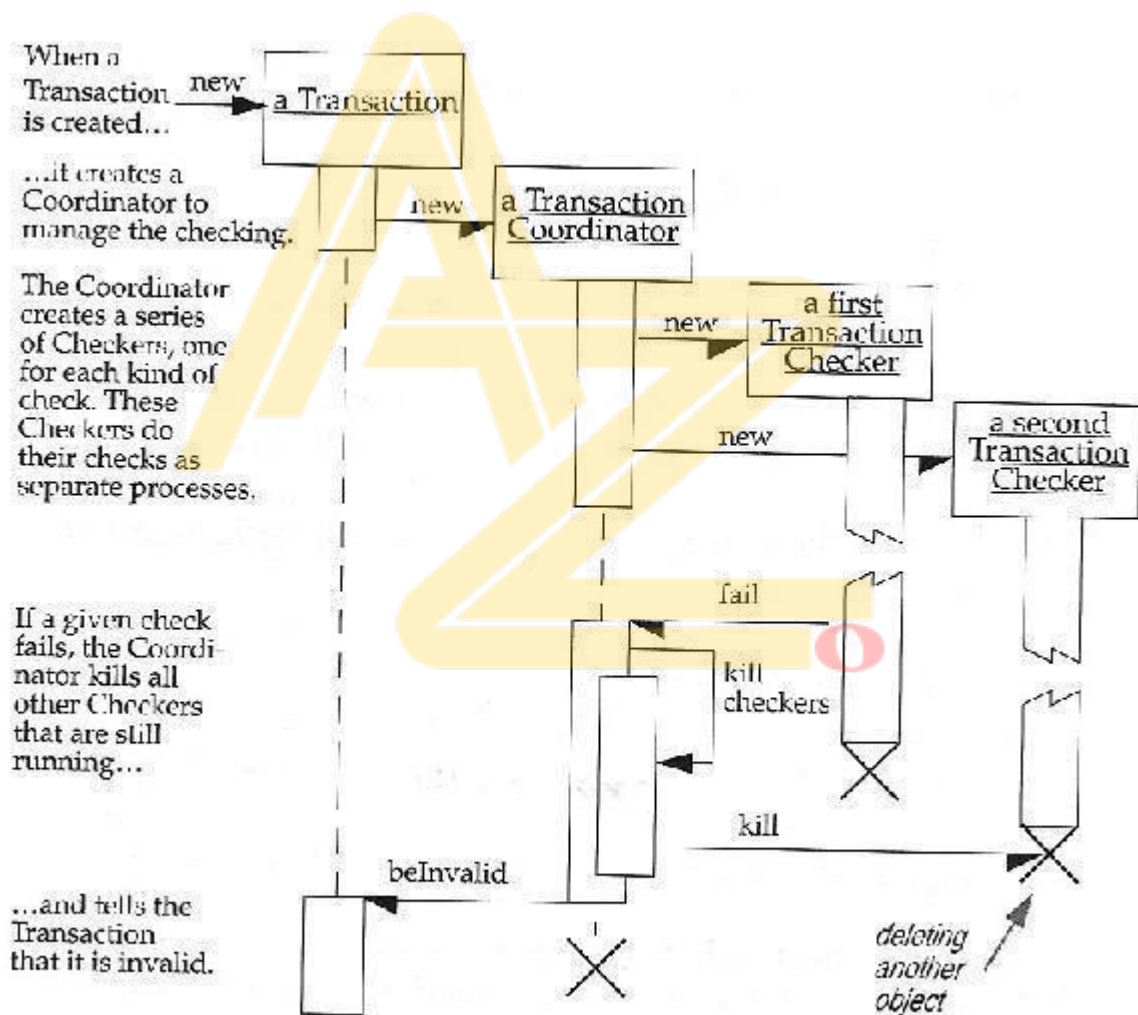 When a
Transaction
is created...
new
a Transaction
...it creates a
Coordinator to
manage the checking.
new
a Transaction
Coordinator
The Coordinator
creates a series
of Checkers, one
for each kind of
check. These
Checkers do
their checks as
separate processes.
new
a first
Transaction
Checker
new
a second
Transaction
Checker
If a given check
fails, the Coordi-
nator kills all
other Checkers
that are still
running...
fail
kill
checkers
kill
beInvalid
...and tells the
Transaction
that it is invalid.
deleting
another
object
AZ